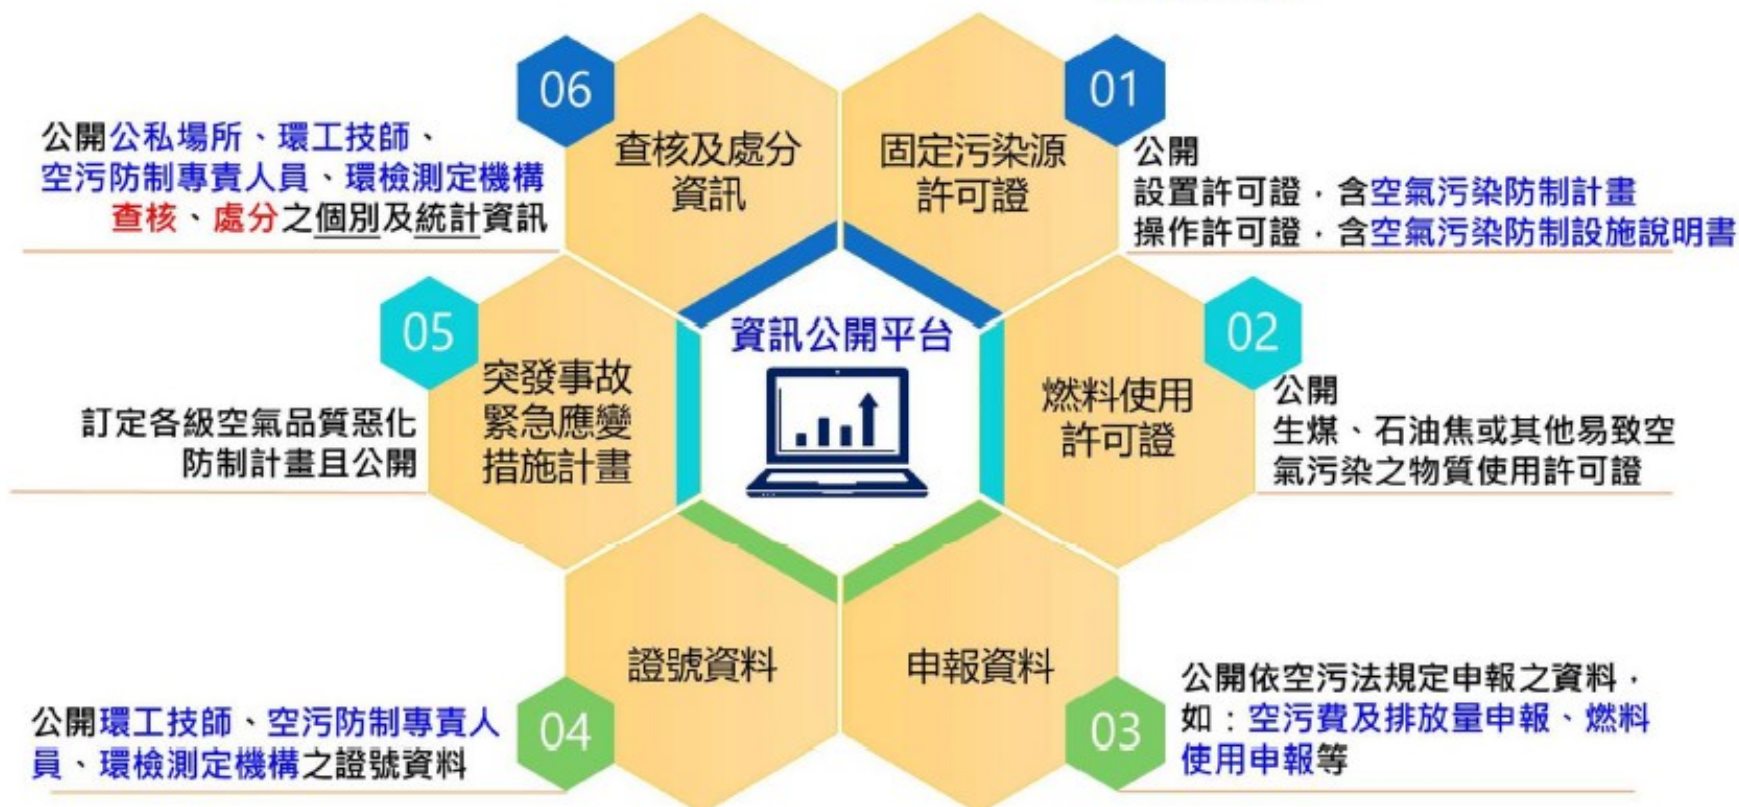 資訊公開平台
01
固定污染源
許可證
公開
設置許可證，含空氣污染防制計畫
操作許可證，含空氣污染防制設施說明書
02
燃料使用
許可證
公開
生煤、石油焦或其他易致空
氣污染之物質使用許可證
03
申報資料
公開依空污法規定申報之資料，
如：空污費及排放量申報、燃料
使用申報等
04
證號資料
公開環工技師、空污防制專責人
員、環檢測定機構之證號資料
05
突發事故
緊急應變
措施計畫
訂定各級空氣品質惡化
防制計畫且公開
06
查核及處分
資訊
公開公私場所、環工技師、
空污防制專責人員、環檢測定機構
查核、處分之個別及統計資訊